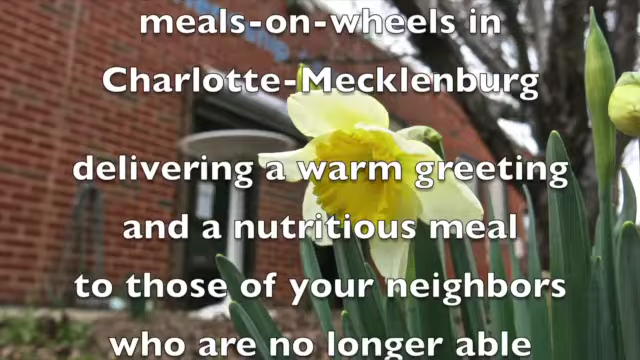 meals-on-wheels in
Charlotte-Mecklenburg
delivering a warm greeting
and a nutritious meal
to those of your neighbors
who are no longer able